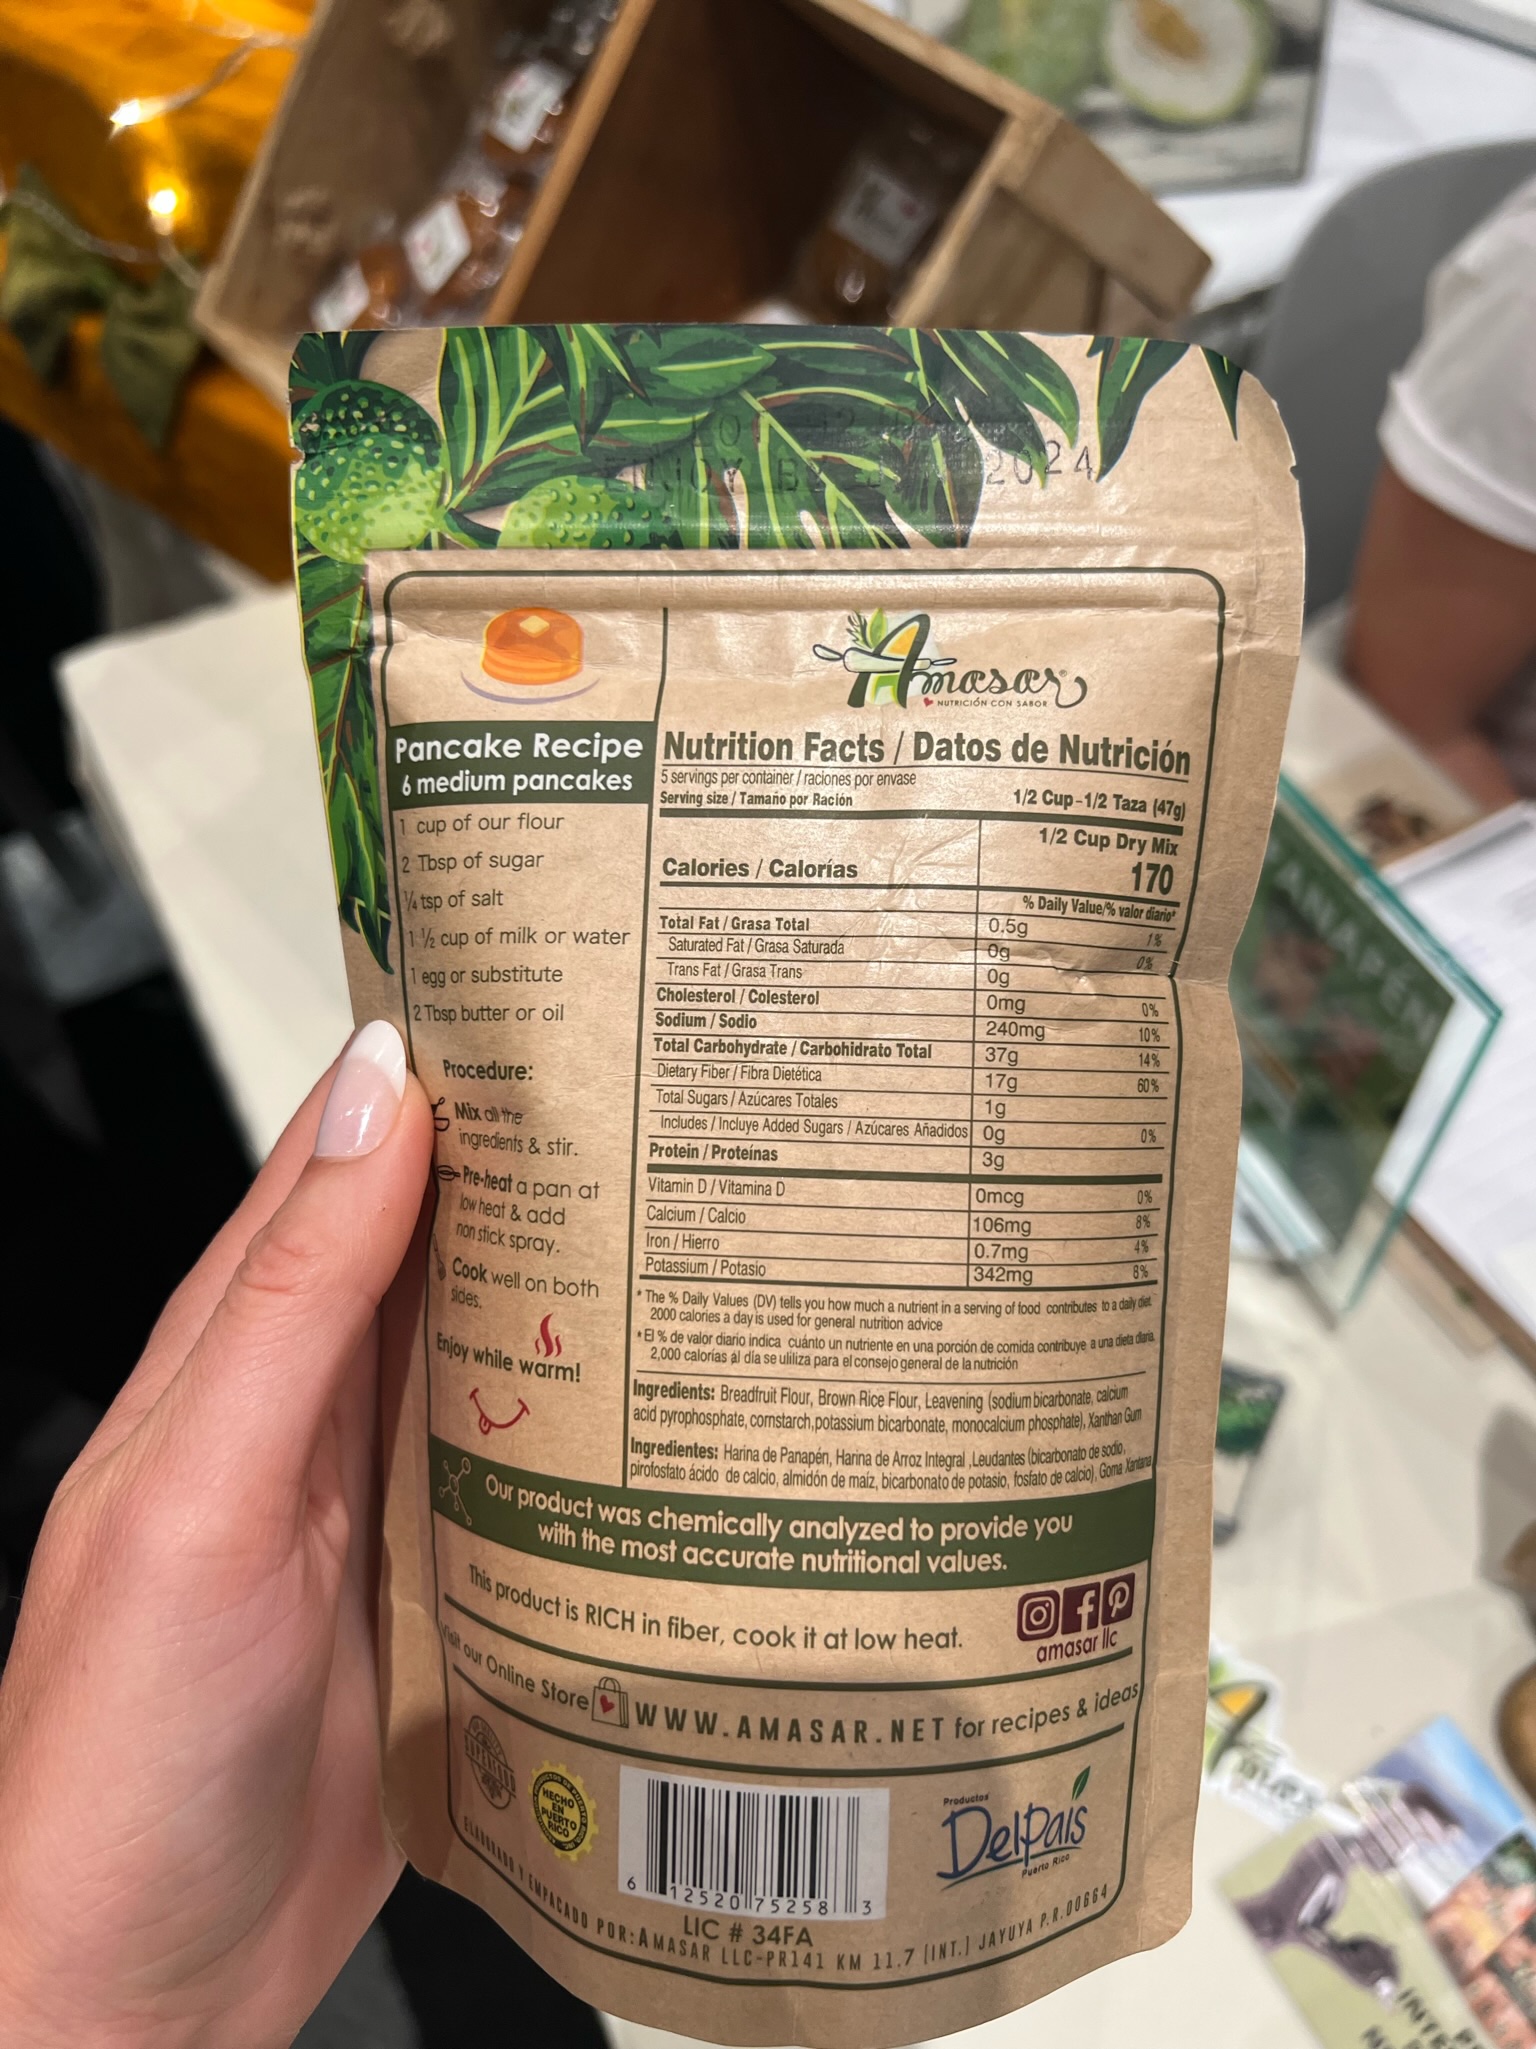 ENJOY BY
2024
Amasar
NUTRICIÓN CON SABOR
Pancake Recipe
6 medium pancakes
1 cup of our flour
2 Tbsp of sugar
¼ tsp of salt
1 ½ cup of milk or water
1 egg or substitute
2 Tbsp butter or oil
Procedure:
Mix all the
ingredients & stir.
Pre-heat a pan at
low heat & add
non stick spray.
Cook well on both
sides.
Enjoy while warm!
Nutrition Facts / Datos de Nutrición
5 servings per container / raciones por envase
Serving size / Tamaño por Ración 1/2 Cup-1/2 Taza (47g)
1/2 Cup Dry Mix
Calories / Calorías 170
% Daily Value/% valor diario*
Total Fat / Grasa Total 0.5g 1%
Saturated Fat / Grasa Saturada 0g 0%
Trans Fat / Grasa Trans 0g
Cholesterol / Colesterol 0mg 0%
Sodium / Sodio 240mg 10%
Total Carbohydrate / Carbohidrato Total 37g 14%
Dietary Fiber / Fibra Dietética 17g 60%
Total Sugars / Azúcares Totales 1g
Includes / Incluye Added Sugars / Azúcares Añadidos 0g 0%
Protein / Proteínas 3g
Vitamin D / Vitamina D 0mcg 0%
Calcium / Calcio 106mg 8%
Iron / Hierro 0.7mg 4%
Potassium / Potasio 342mg 8%
* The % Daily Values (DV) tells you how much a nutrient in a serving of food contributes to a daily diet.
2000 calories a day is used for general nutrition advice
* El % de valor diario indica cuánto un nutriente en una porción de comida contribuye a una dieta diaria.
2,000 calorías al día se utiliza para el consejo general de la nutrición
Ingredients: Breadfruit Flour, Brown Rice Flour, Leavening (sodium bicarbonate, calcium
acid pyrophosphate, cornstarch, potassium bicarbonate, monocalcium phosphate), Xanthan Gum
Ingredientes: Harina de Panapén, Harina de Arroz Integral ,Leudantes (bicarbonato de sodio,
pirofosfato ácido de calcio, almidón de maíz, bicarbonato de potasio, fosfato de calcio), Goma Xantana
Our product was chemically analyzed to provide you
with the most accurate nutritional values.
This product is RICH in fiber, cook it at low heat.
amasar llc
Visit our Online Store WWW.AMASAR.NET for recipes & ideas
SUPERFOOD
HECHO
EN
PUERTO
RICO
6 12520 75258 3
Productos
Del País
Puerto Rico
LIC # 34FA
ELABORADO Y EMPACADO POR: AMASAR LLC-PR141 KM 11.7 (INT.) JAYUYA P.R. 00664
PANAPEN